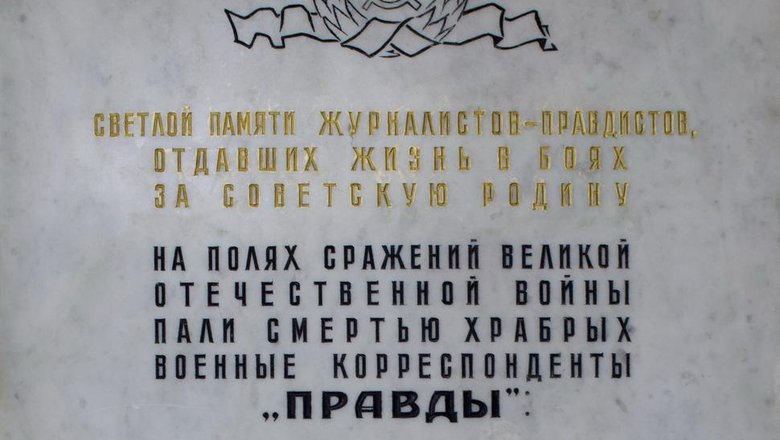 СВЕТЛОЙ ПАМЯТИ ЖУРНАЛИСТОВ-ПРАВДИСТОВ,
ОТДАВШИХ ЖИЗНЬ В БОЯХ
ЗА СОВЕТСКУЮ РОДИНУ
НА ПОЛЯХ СРАЖЕНИЙ ВЕЛИКОЙ
ОТЕЧЕСТВЕННОЙ ВОЙНЫ
ПАЛИ СМЕРТЬЮ ХРАБРЫХ
ВОЕННЫЕ КОРРЕСПОНДЕНТЫ
„ПРАВДЫ":